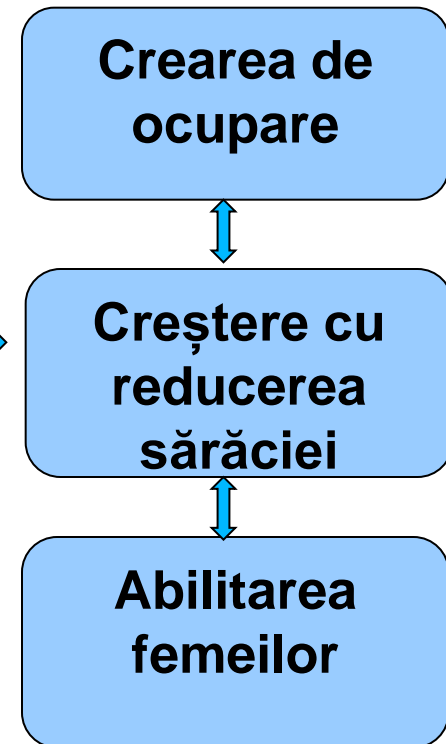 Crearea de
ocupare
Creștere cu
reducerea
sărăciei
Abilitarea
femeilor